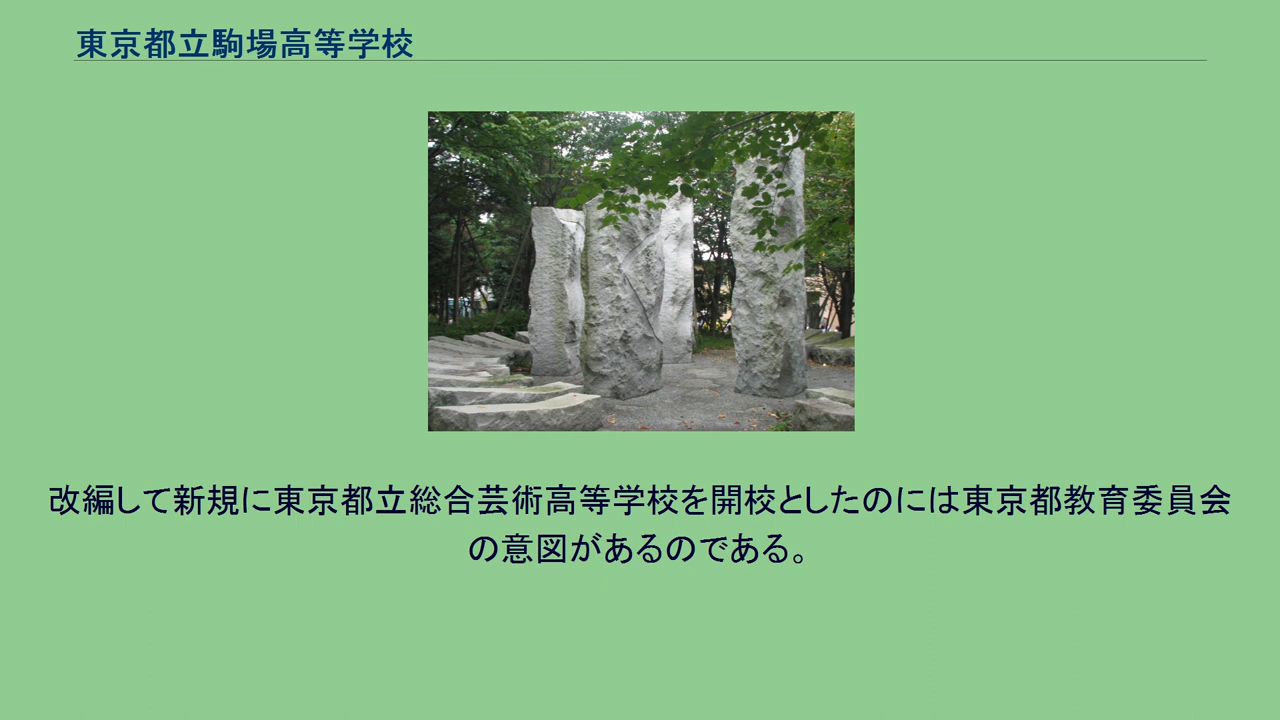 東京都立駒場高等学校
改編して新規に東京都立総合芸術高等学校を開校としたのには東京都教育委員会
の意図があるのである。